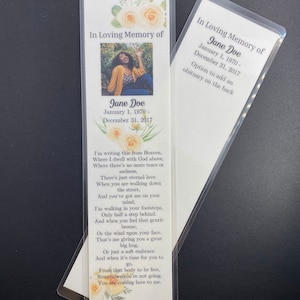 In Loving Memory of
Jane Doe
January 1, 1970 -
December 31, 2017
I'm writing this from Heaven,
Where I dwell with God above,
Where there's no more tears or
sadness,
There's just eternal love.
When you are walking down
the street,
And you've got me on your
mind,
I'm walking in your footsteps,
Only half a step behind.
And when you feel that gentle
breeze,
Or the wind upon your face,
That's me giving you a great
big hug,
Or just a soft embrace.
And when it's time for you to
go,
From that body to be free,
Remember you're not going,
You are coming here to me.
In Loving Memory of
Jane Doe
January 1, 1970 -
December 31, 2017
Option to add an
obituary on the back